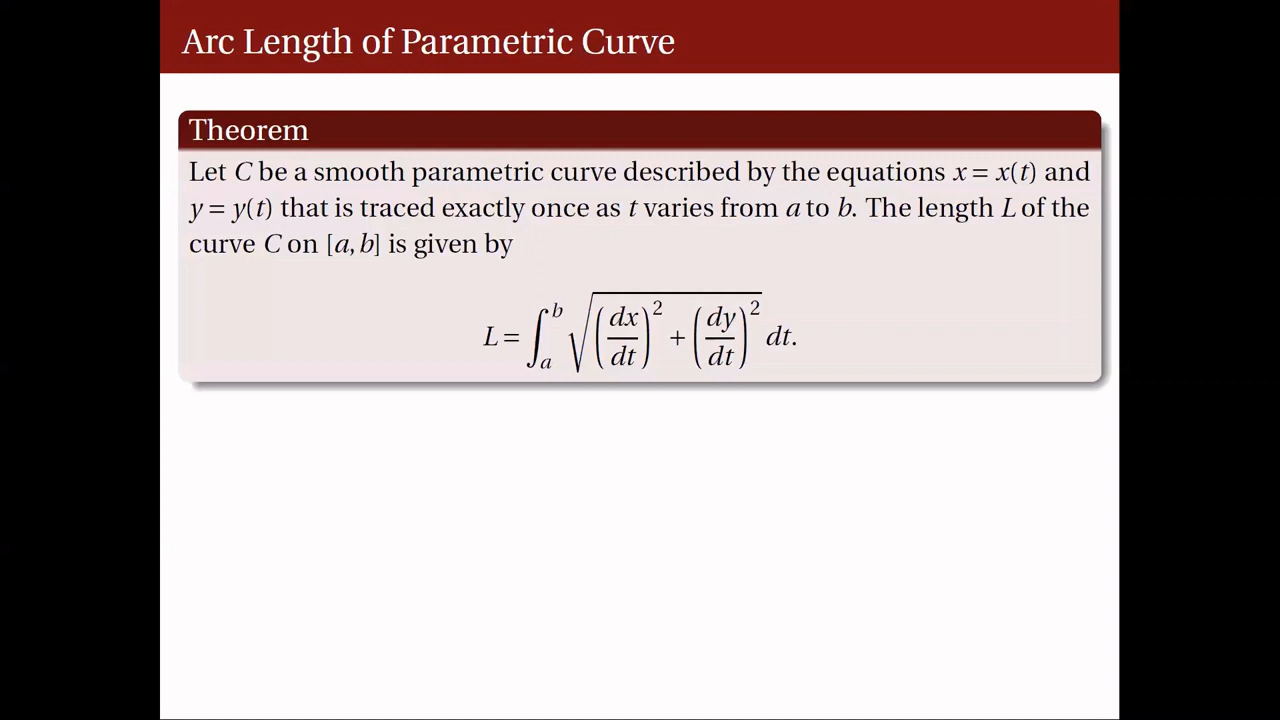 Arc Length of Parametric Curve
Theorem
Let C be a smooth parametric curve described by the equations x = x(t) and
y = y(t) that is traced exactly once as t varies from a to b. The length L of the
curve C on [a, b] is given by
L = ∫_a^b √((dx/dt)^2 + (dy/dt)^2) dt.